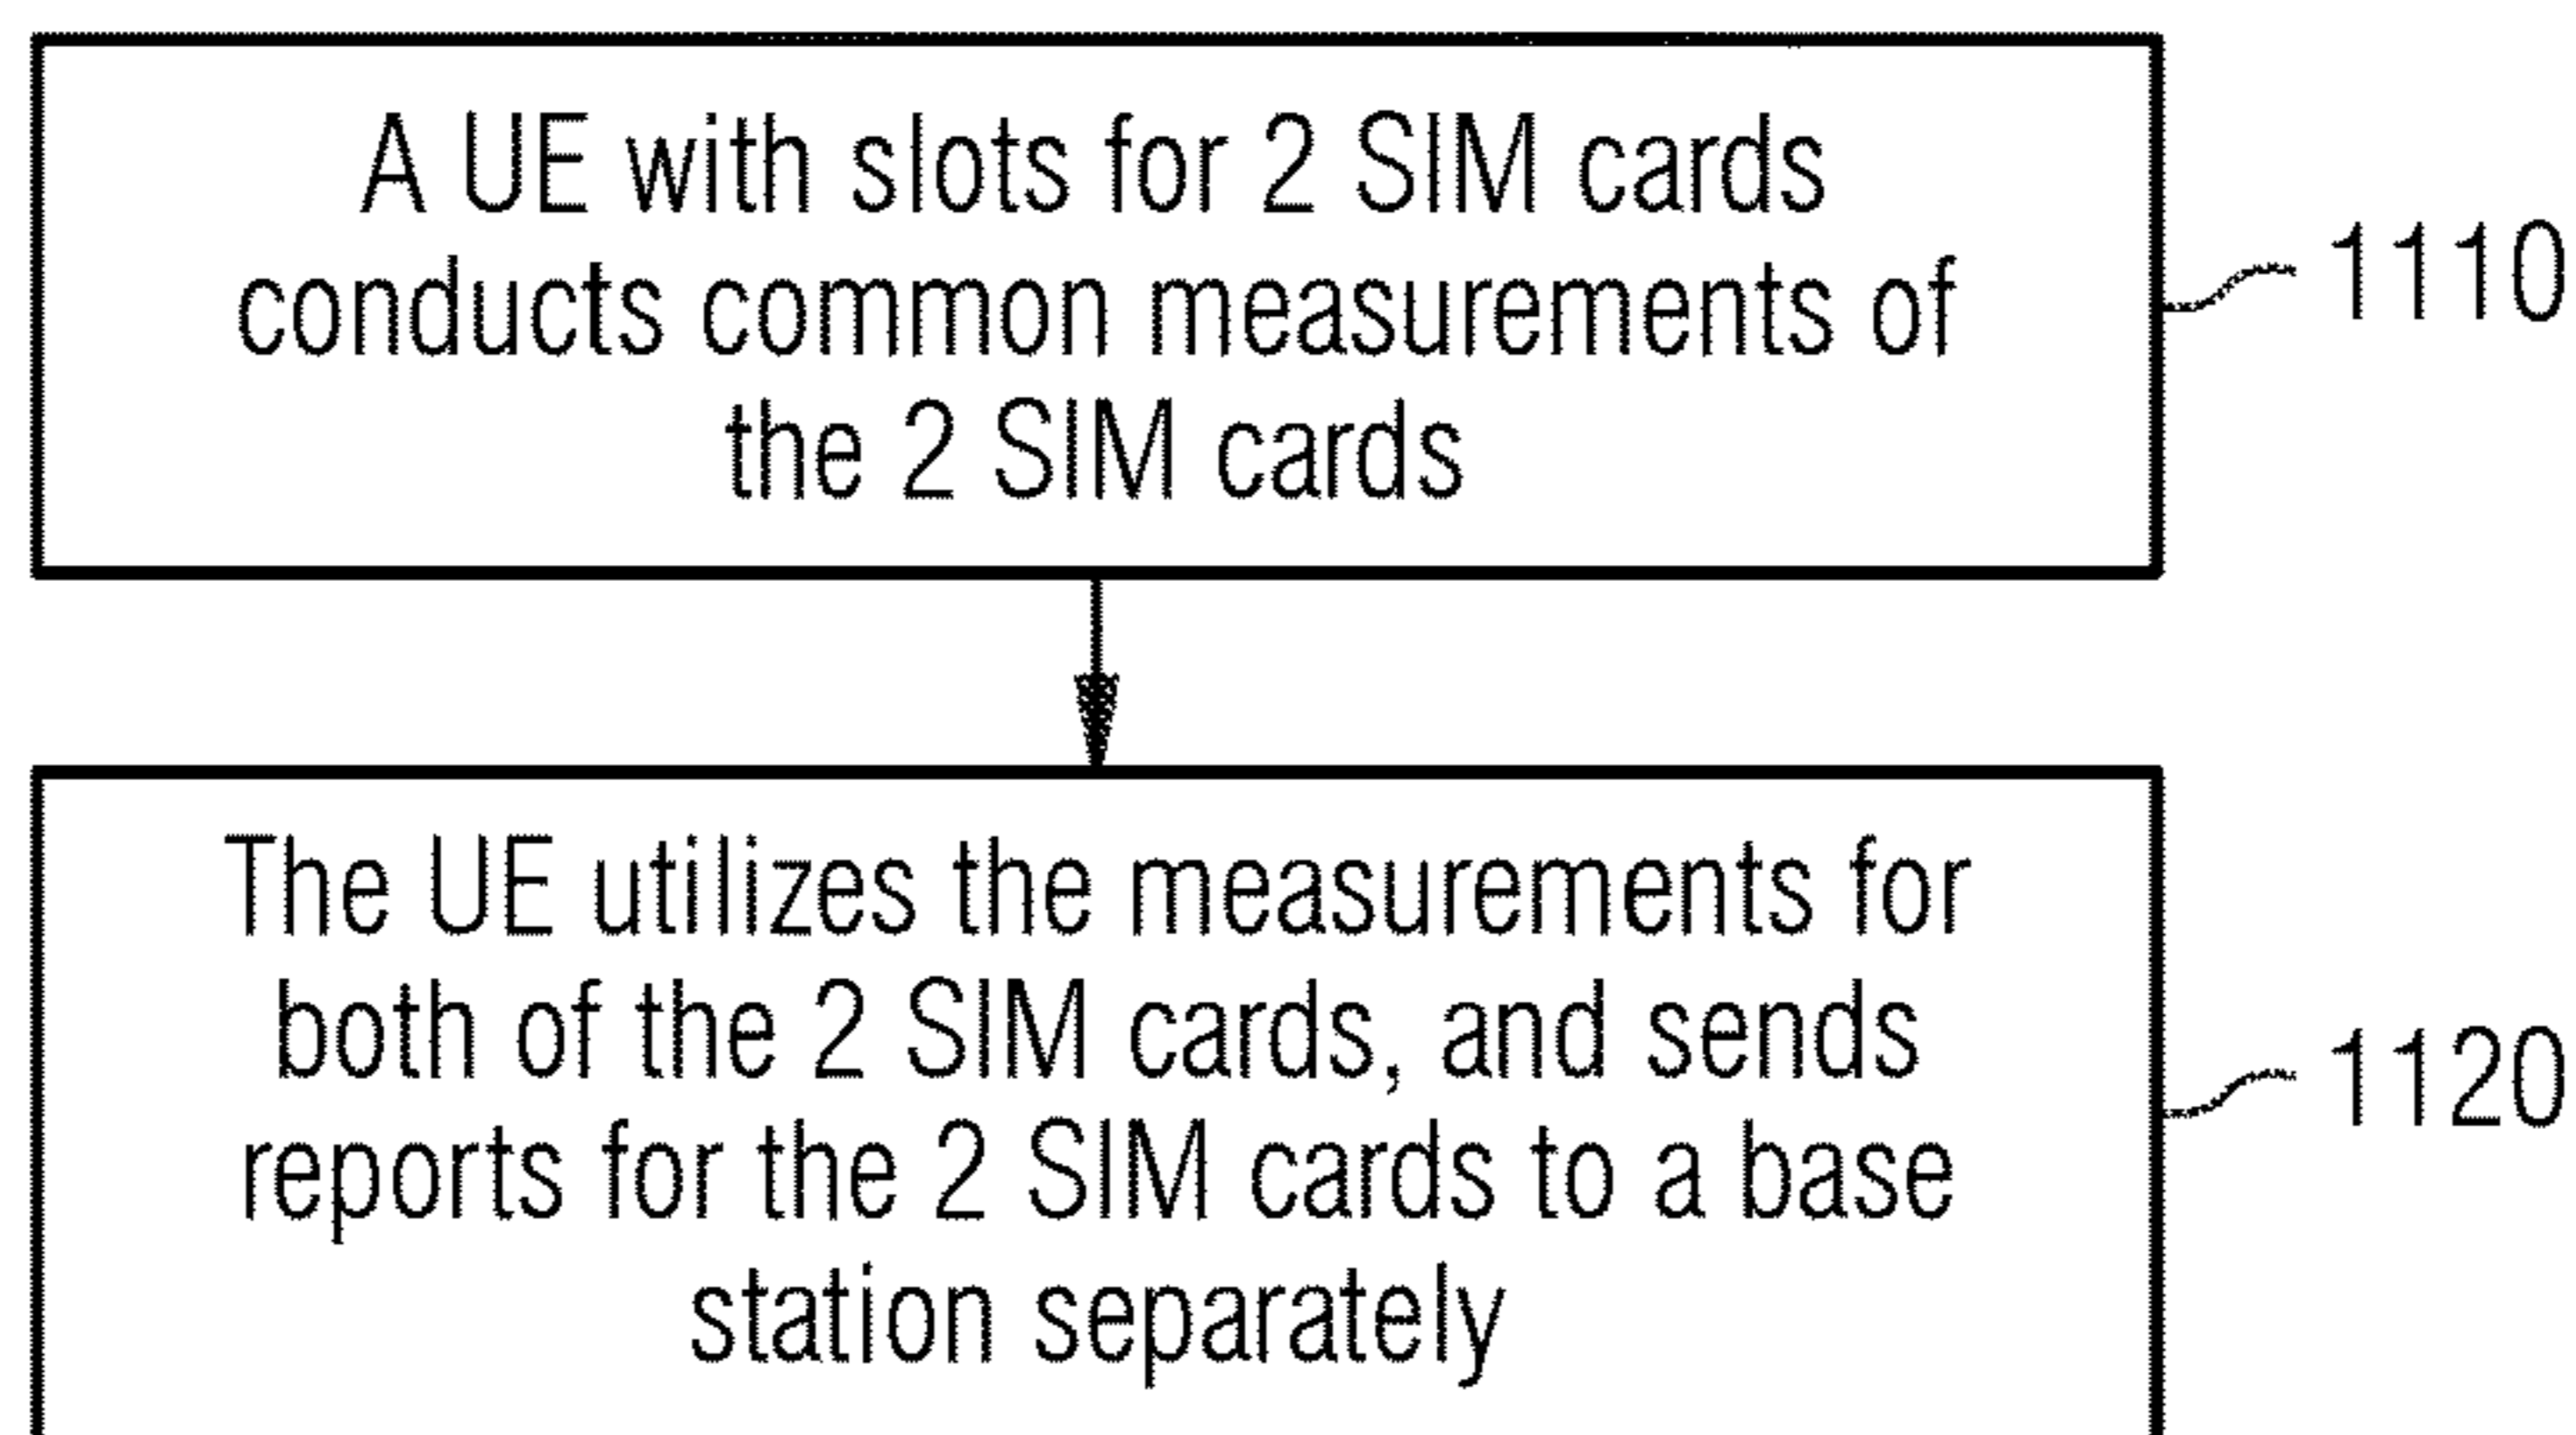 A UE with slots for 2 SIM cards
conducts common measurements of
the 2 SIM cards
1110
The UE utilizes the measurements for
both of the 2 SIM cards, and sends
reports for the 2 SIM cards to a base
station separately
1120